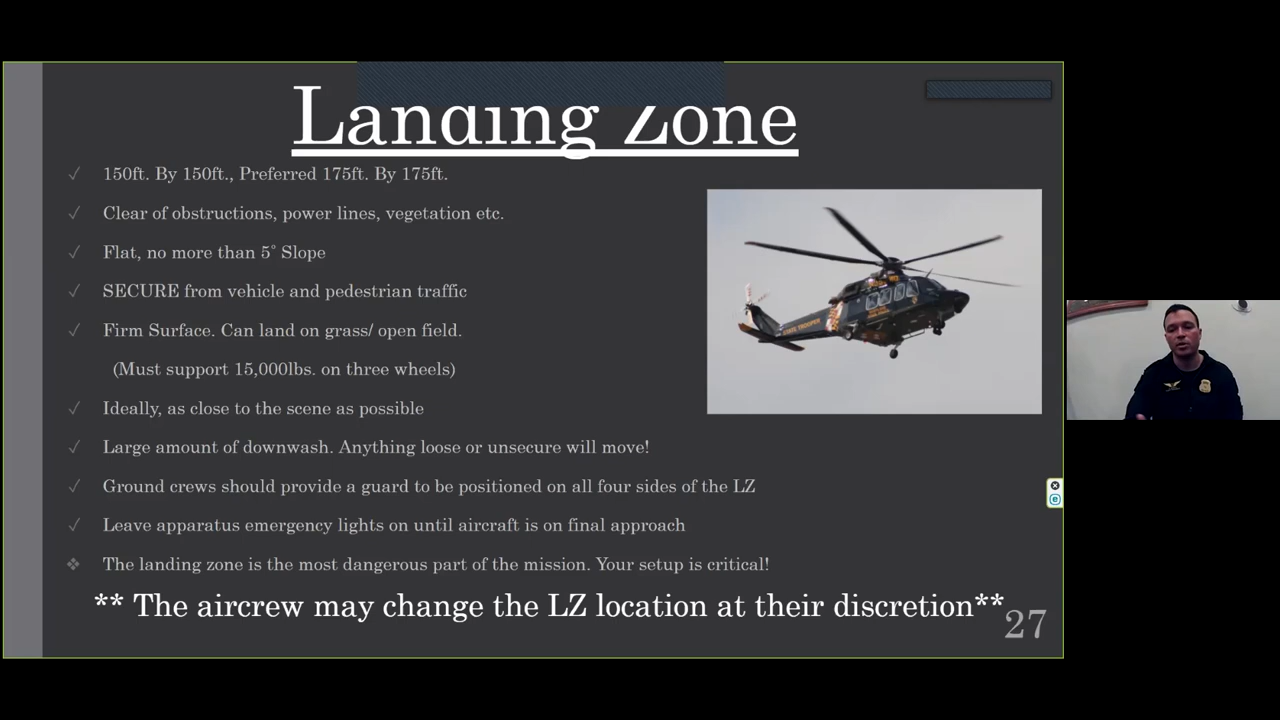 Landing Zone
✓ 150ft. By 150ft., Preferred 175ft. By 175ft.
✓ Clear of obstructions, power lines, vegetation etc.
✓ Flat, no more than 5° Slope
✓ SECURE from vehicle and pedestrian traffic
✓ Firm Surface. Can land on grass/ open field.
(Must support 15,000lbs. on three wheels)
✓ Ideally, as close to the scene as possible
✓ Large amount of downwash. Anything loose or unsecure will move!
✓ Ground crews should provide a guard to be positioned on all four sides of the LZ
✓ Leave apparatus emergency lights on until aircraft is on final approach
❖ The landing zone is the most dangerous part of the mission. Your setup is critical!
** The aircrew may change the LZ location at their discretion**
27
STATE TROOPER